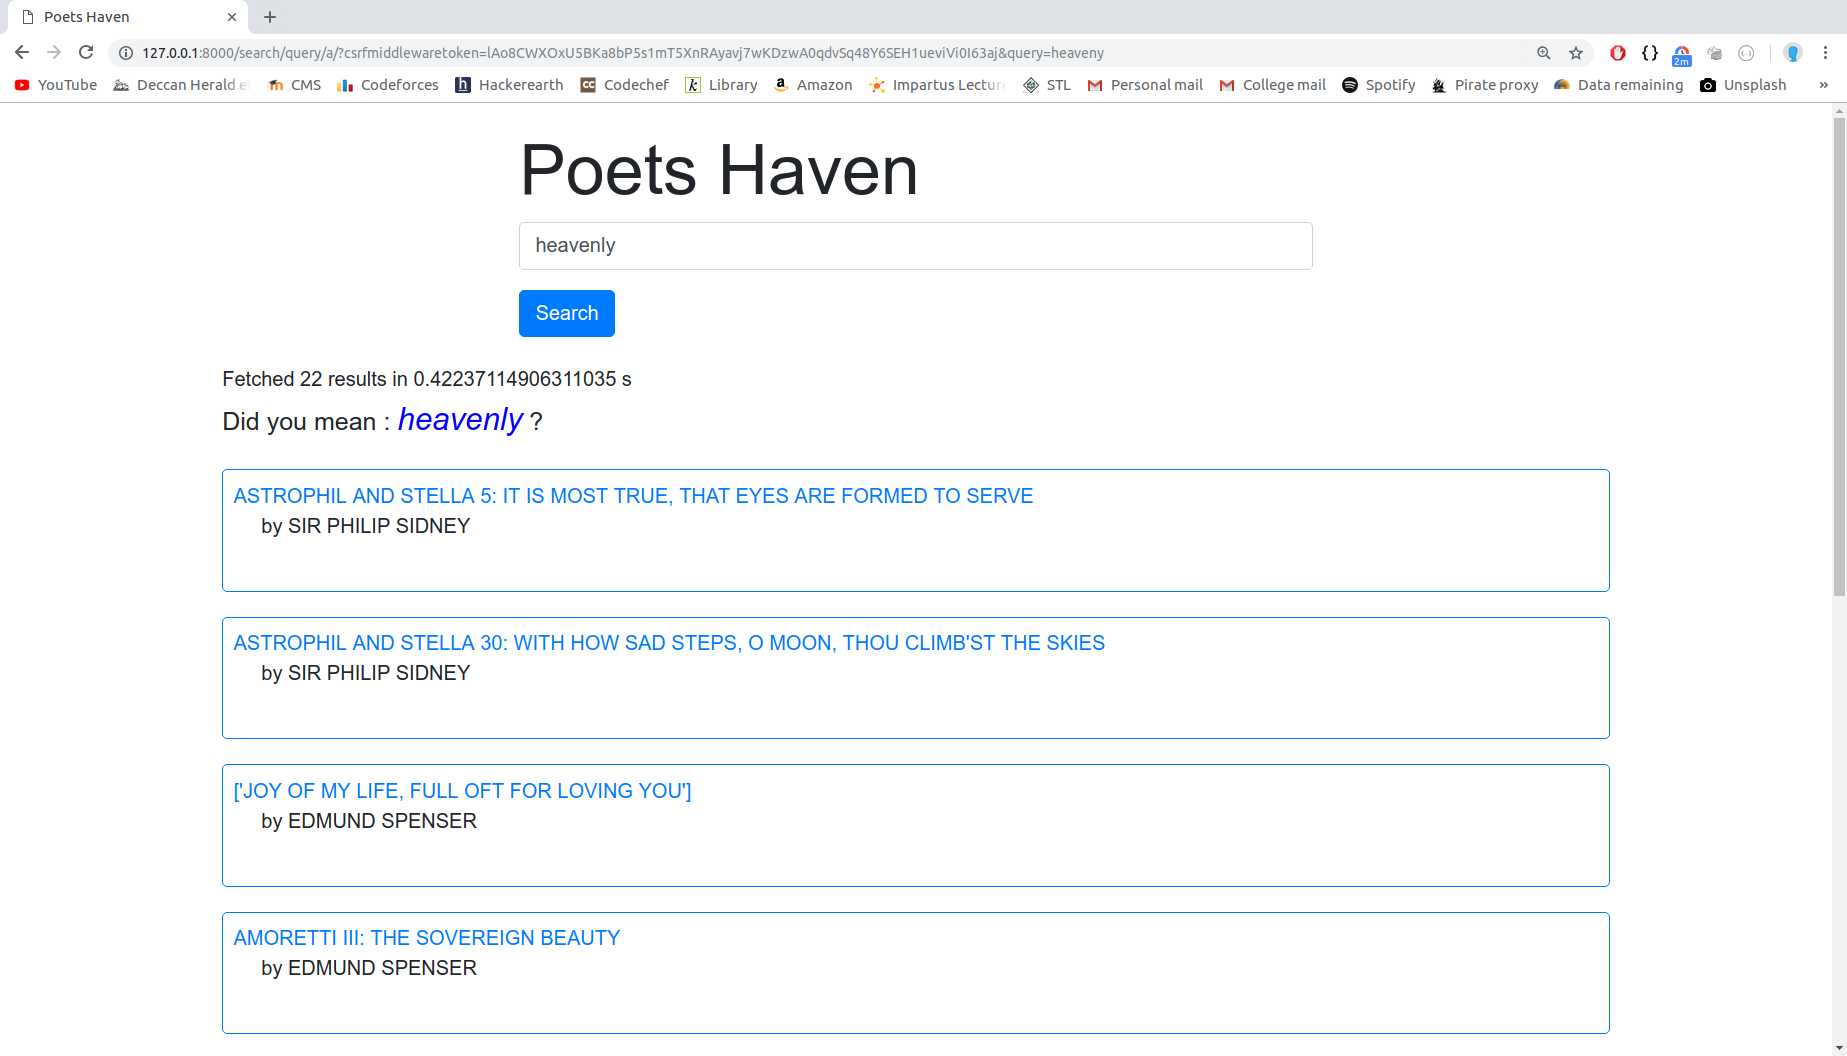 Poets Haven
127.0.0.1:8000/search/query/a/?csrfmiddlewaretoken=lAo8CWXOxU5BKa8bP5s1mT5XnRAyavj7wKDzwA0qdvSq48Y6SEH1ueviVi0I63aj&query=heaveny
2m
YouTube Deccan Herald e CMS Codeforces Hackerearth Codechef Library Amazon Impartus Lecture STL Personal mail College mail Spotify Pirate proxy Data remaining Unsplash »
Poets Haven
heavenly
Search
Fetched 22 results in 0.42237114906311035 s
Did you mean : heavenly ?
ASTROPHIL AND STELLA 5: IT IS MOST TRUE, THAT EYES ARE FORMED TO SERVE
by SIR PHILIP SIDNEY
ASTROPHIL AND STELLA 30: WITH HOW SAD STEPS, O MOON, THOU CLIMB'ST THE SKIES
by SIR PHILIP SIDNEY
['JOY OF MY LIFE, FULL OFT FOR LOVING YOU']
by EDMUND SPENSER
AMORETTI III: THE SOVEREIGN BEAUTY
by EDMUND SPENSER